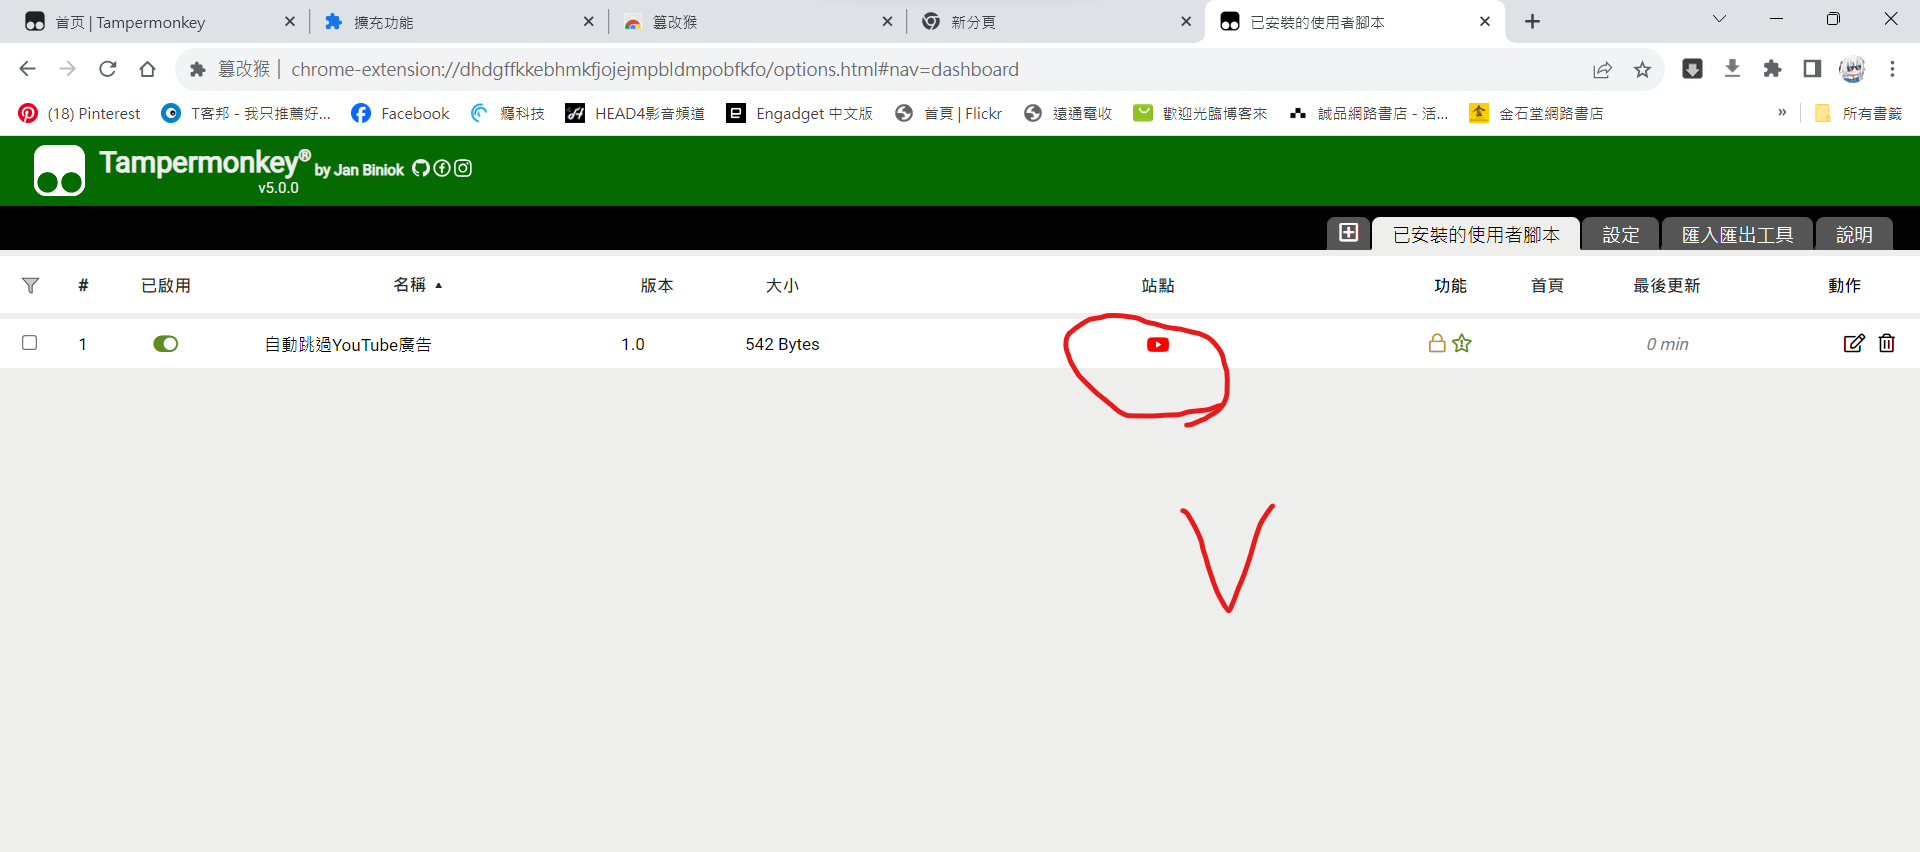 首页 | Tampermonkey
擴充功能
篡改猴
新分頁
已安裝的使用者腳本
篡改猴 | chrome-extension://dhdgffkkebhmkfjojejmpbldmpobfkfo/options.html#nav=dashboard
(18) Pinterest
T客邦 - 我只推薦好...
Facebook
癮科技
HEAD4影音頻道
Engadget 中文版
首頁 | Flickr
遠通電收
歡迎光臨博客來
誠品網路書店 - 活...
金石堂網路書店
»
所有書籤
Tampermonkey® by Jan Biniok
v5.0.0
已安裝的使用者腳本
設定
匯入匯出工具
說明
# 已啟用 名稱 ▲ 版本 大小 站點 功能 首頁 最後更新 動作
1 自動跳過YouTube廣告 1.0 542 Bytes 0 min